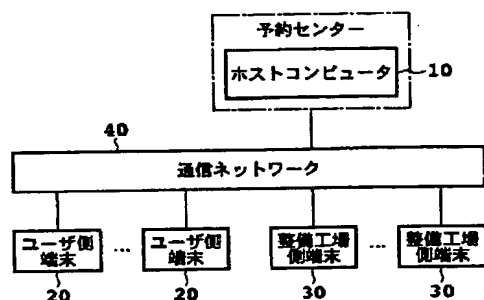 予約センター
ホストコンピュータ
10
40
通信ネットワーク
ユーザ側
端末
...
ユーザ側
端末
整備工場
側端末
...
整備工場
側端末
20
20
30
30